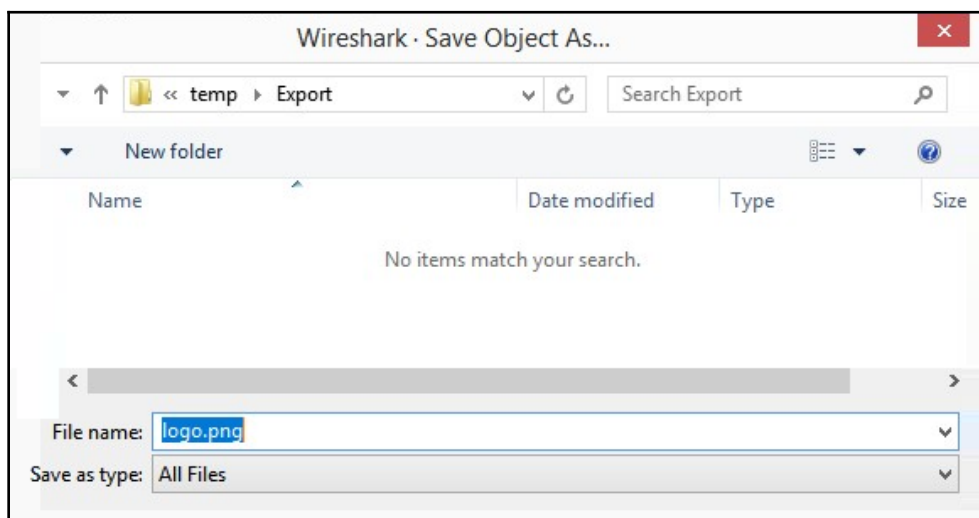 Wireshark · Save Object As...
« temp Export
Search Export
New folder
Name Date modified Type Size
No items match your search.
File name: logo.png
Save as type: All Files